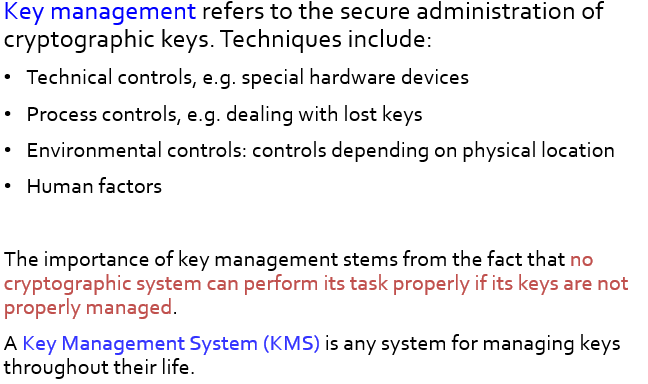 Key management refers to the secure administration of
cryptographic keys. Techniques include:
• Technical controls, e.g. special hardware devices
• Process controls, e.g. dealing with lost keys
• Environmental controls: controls depending on physical location
• Human factors
The importance of key management stems from the fact that no
cryptographic system can perform its task properly if its keys are not
properly managed.
A Key Management System (KMS) is any system for managing keys
throughout their life.